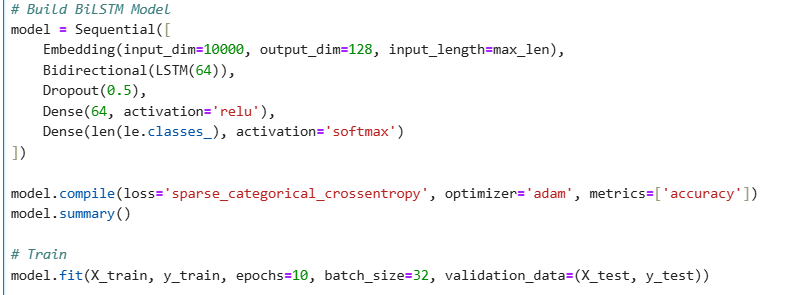 # Build BiLSTM Model
model = Sequential([
    Embedding(input_dim=10000, output_dim=128, input_length=max_len),
    Bidirectional(LSTM(64)),
    Dropout(0.5),
    Dense(64, activation='relu'),
    Dense(len(le.classes_), activation='softmax')
])

model.compile(loss='sparse_categorical_crossentropy', optimizer='adam', metrics=['accuracy'])
model.summary()

# Train
model.fit(X_train, y_train, epochs=10, batch_size=32, validation_data=(X_test, y_test))